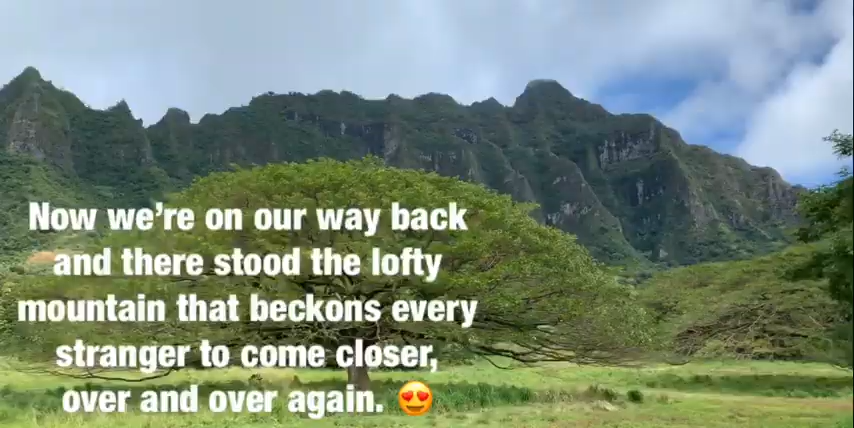 Now we’re on our way back
and there stood the lofty
mountain that beckons every
stranger to come closer,
over and over again. 😍